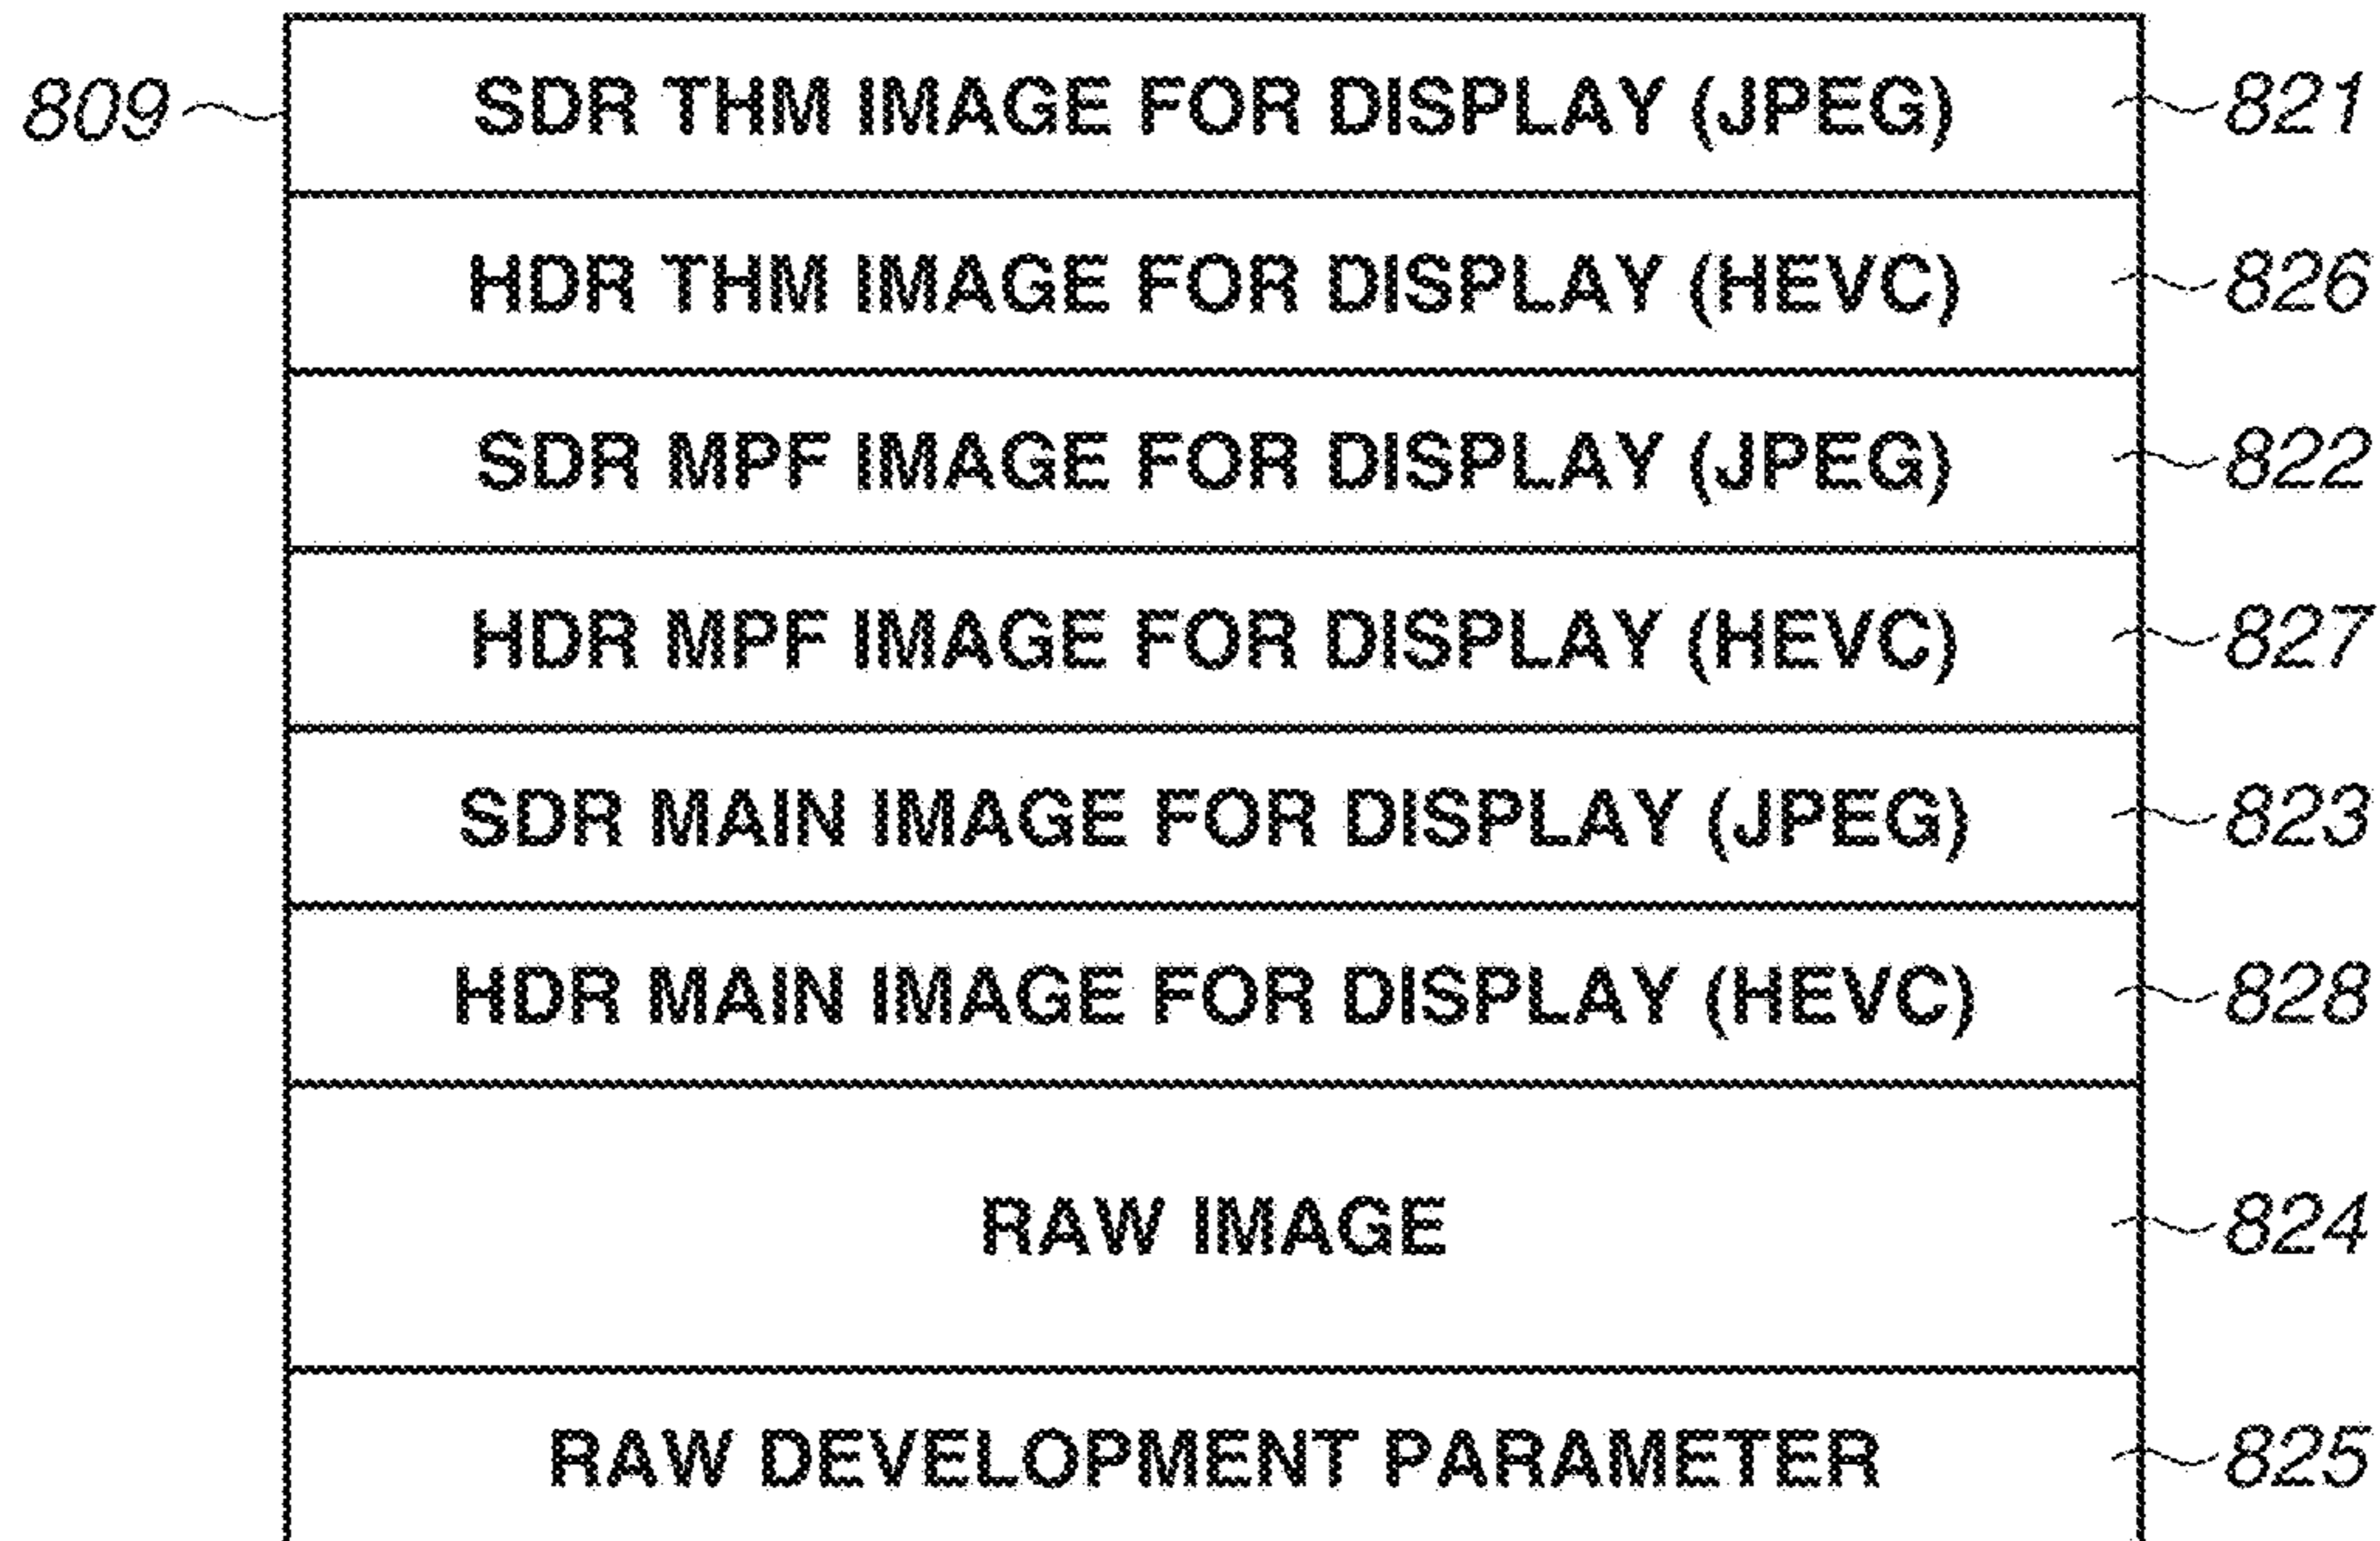 809 SDR THM IMAGE FOR DISPLAY (JPEG) 821
HDR THM IMAGE FOR DISPLAY (HEVC) 826
SDR MPF IMAGE FOR DISPLAY (JPEG) 822
HDR MPF IMAGE FOR DISPLAY (HEVC) 827
SDR MAIN IMAGE FOR DISPLAY (JPEG) 823
HDR MAIN IMAGE FOR DISPLAY (HEVC) 828
RAW IMAGE 824
RAW DEVELOPMENT PARAMETER 825